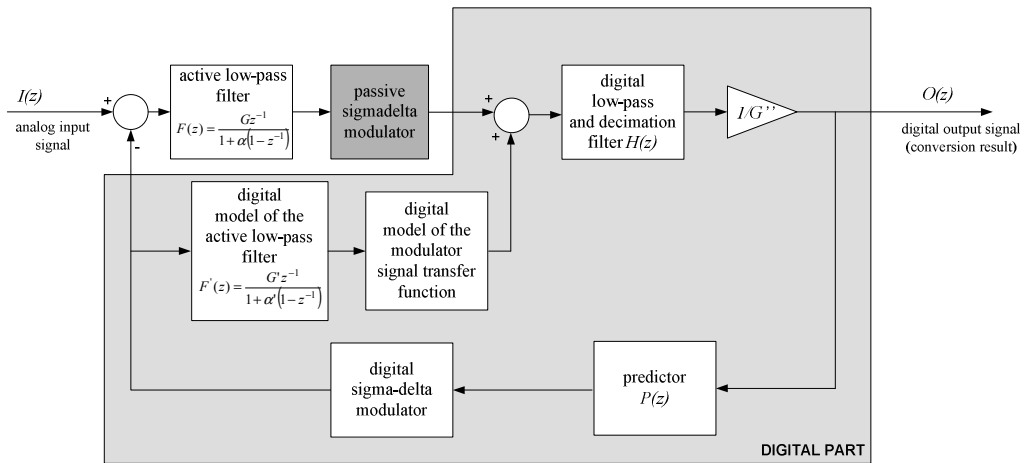 I(z)
analog input
signal
+
-
active low-pass
filter
F(z) = Gz⁻¹ / 1 + α(1 − z⁻¹)
passive
sigmadelta
modulator
+
+
digital
low-pass
and decimation
filter H(z)
1/G''
O(z)
digital output signal
(conversion result)
digital
model of the
active low-pass
filter
F'(z) = G'z⁻¹ / 1 + α'(1 − z⁻¹)
digital
model of the
modulator
signal transfer
function
digital
sigma-delta
modulator
predictor
P(z)
DIGITAL PART